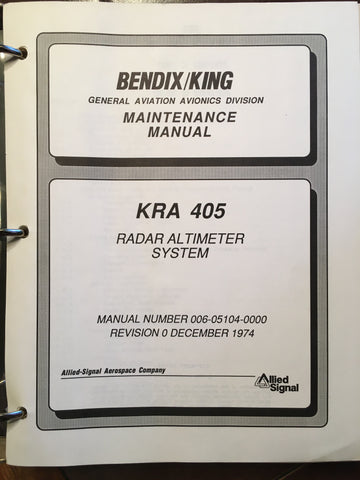 BENDIX/KING
GENERAL AVIATION AVIONICS DIVISION
MAINTENANCE
MANUAL
KRA 405
RADAR ALTIMETER
SYSTEM
MANUAL NUMBER 006-05104-0000
REVISION 0 DECEMBER 1974
Allied-Signal Aerospace Company
Allied
Signal